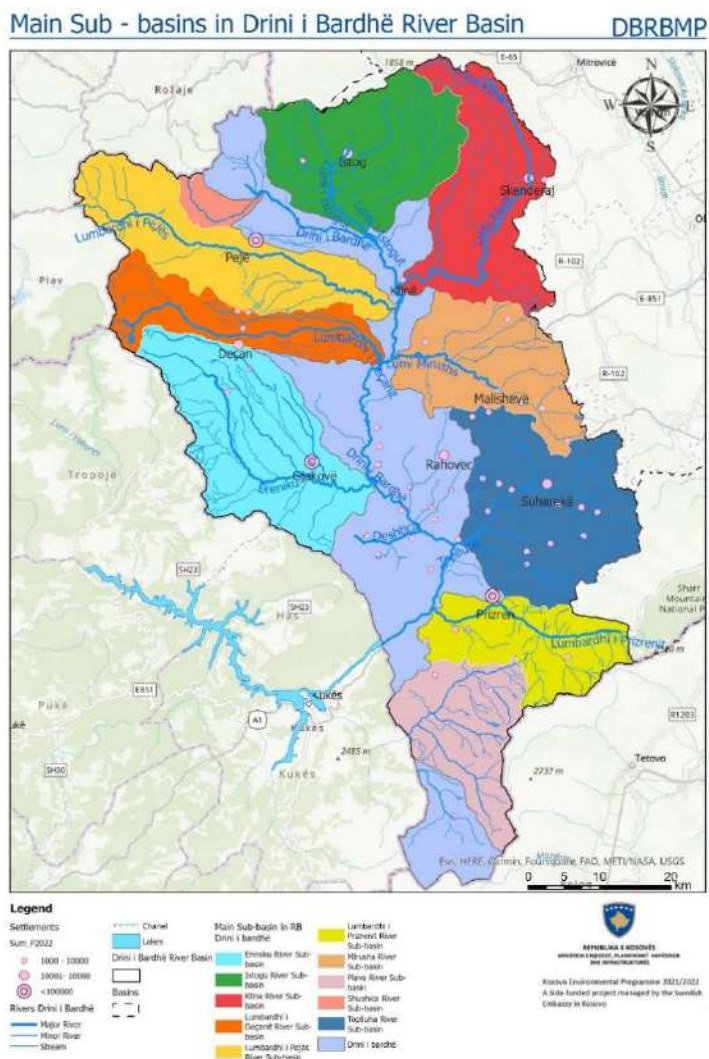 Main Sub - basins in Drini i Bardhë River Basin
DBRBMP
1858 m
E-65
Mitrovicë
Rožaje
N
W
E
S
Istog
Skenderaj
Lumbardhi i Pejës
Drini i Bardhë
Pejë
Klinë
R-102
E-851
Plav
Deçan
Lumi Mirusha
R-102
Malishevë
Tropojë
Gjakovë
Rahovec
Drini i Bardhë
Suharekë
Ereniku
Deshtica
SH23
SH23
Has
Prizren
Sharr
Mountain
National P
Lumbardhi i Prizrenit
Pukë
E851
Kukës
Kukës
A1
R1203
SH30
Kukës
2485 m
2737 m
Tetovo
Esri, HERE, Garmin, Foursquare, FAO, METI/NASA, USGS
0 5 10 20
km
Legend
Settlements
Sum_P2022
1000 - 10000
<100000
Rivers Drini i Bardhë
Major River
Minor River
Stream
Chanel
Lakes
Drini i Bardhë River Basin
Basins
Main Sub-basin in RB
Drini i bardhë
Ereniku River Sub-
basin
Istogu River Sub-
basin
Klina River Sub-
basin
Lumbardhi i
Deçanit River Sub-
basin
Lumbardhi i Pejës
River Sub-basin
Lumbardhi i
Prizrenit River
Sub-basin
Mirusha River
Sub-basin
Plava River Sub-
basin
Shushica River
Sub-basin
Topliuha River
Sub-basin
Drini i bardhë
REPUBLIKA E KOSOVËS
Kosovo Environmental Programme 2021/2022
A Sida-funded project managed by the Swedish
Embassy in Kosovo